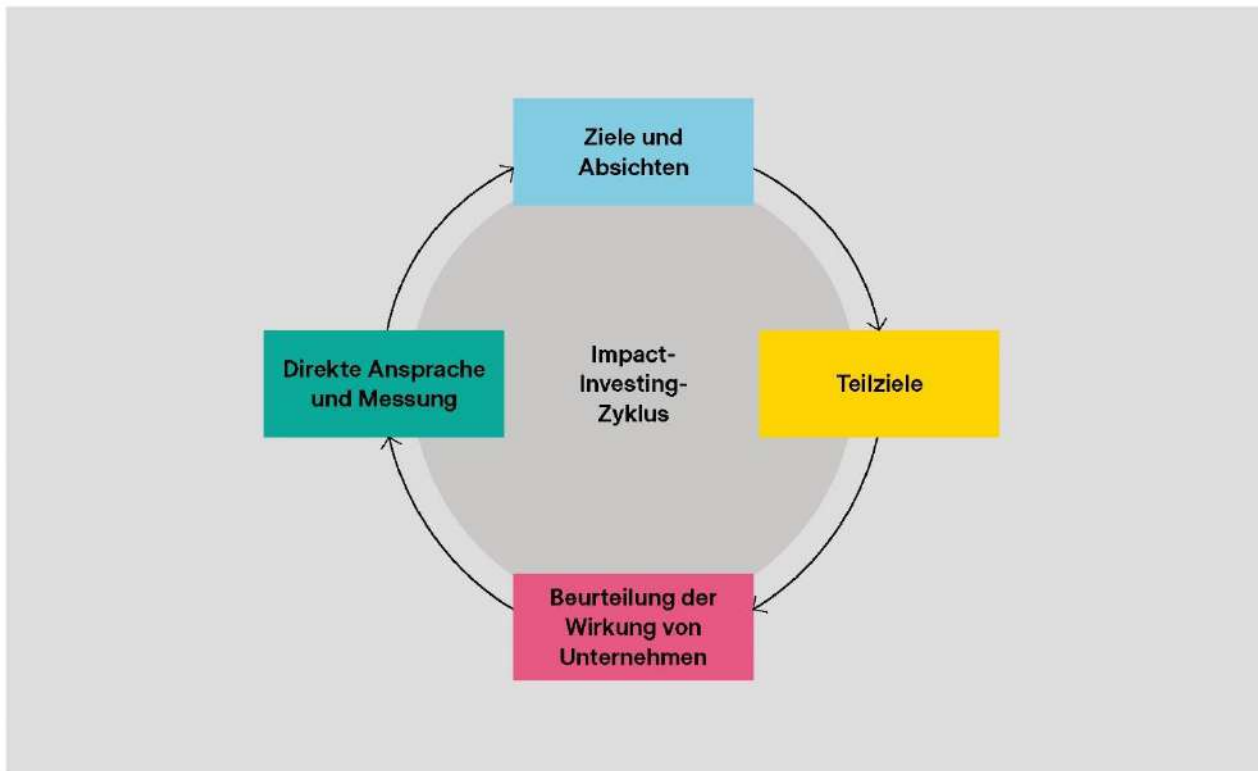 Ziele und
Absichten
Direkte Ansprache
und Messung
Impact-
Investing-
Zyklus
Teilziele
Beurteilung der
Wirkung von
Unternehmen